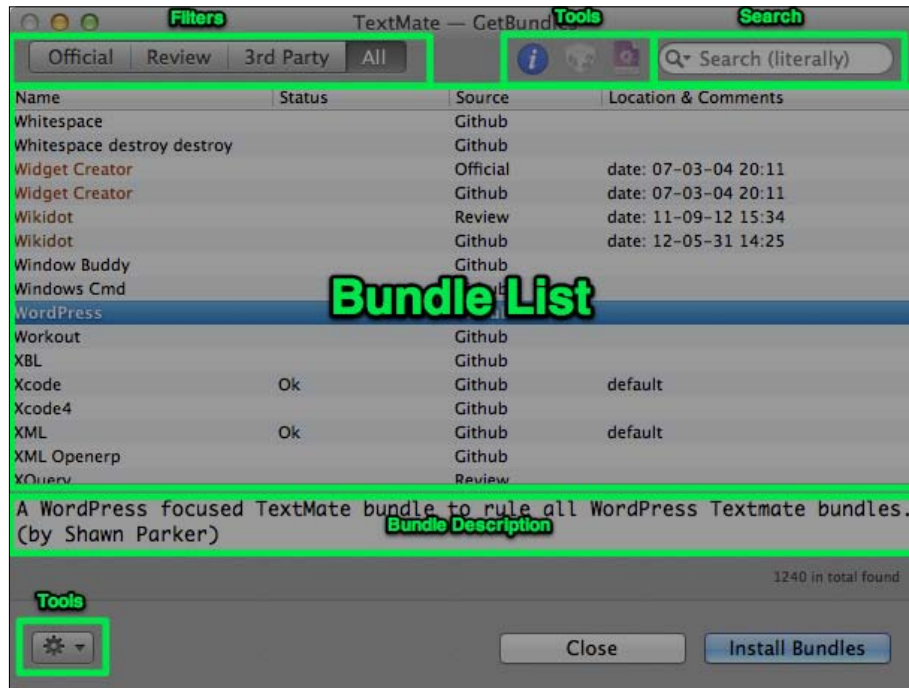 Filters
TextMate — GetBundles
Tools
Search
Official Review 3rd Party All
Search (literally)
Name Status Source Location & Comments
Whitespace Github
Whitespace destroy destroy Github
Widget Creator Official date: 07-03-04 20:11
Widget Creator Github date: 07-03-04 20:11
Wikidot Review date: 11-09-12 15:34
Wikidot Github date: 12-05-31 14:25
Window Buddy Github
Windows Cmd
Bundle List
WordPress
Workout Github
XBL Github
Xcode Ok Github default
Xcode4 Github
XML Ok Github default
XML Openerp Github
XQuery Review
A WordPress focused TextMate bundle to rule all WordPress Textmate bundles.
Bundle Description
(by Shawn Parker)
1240 in total found
Tools
Close Install Bundles